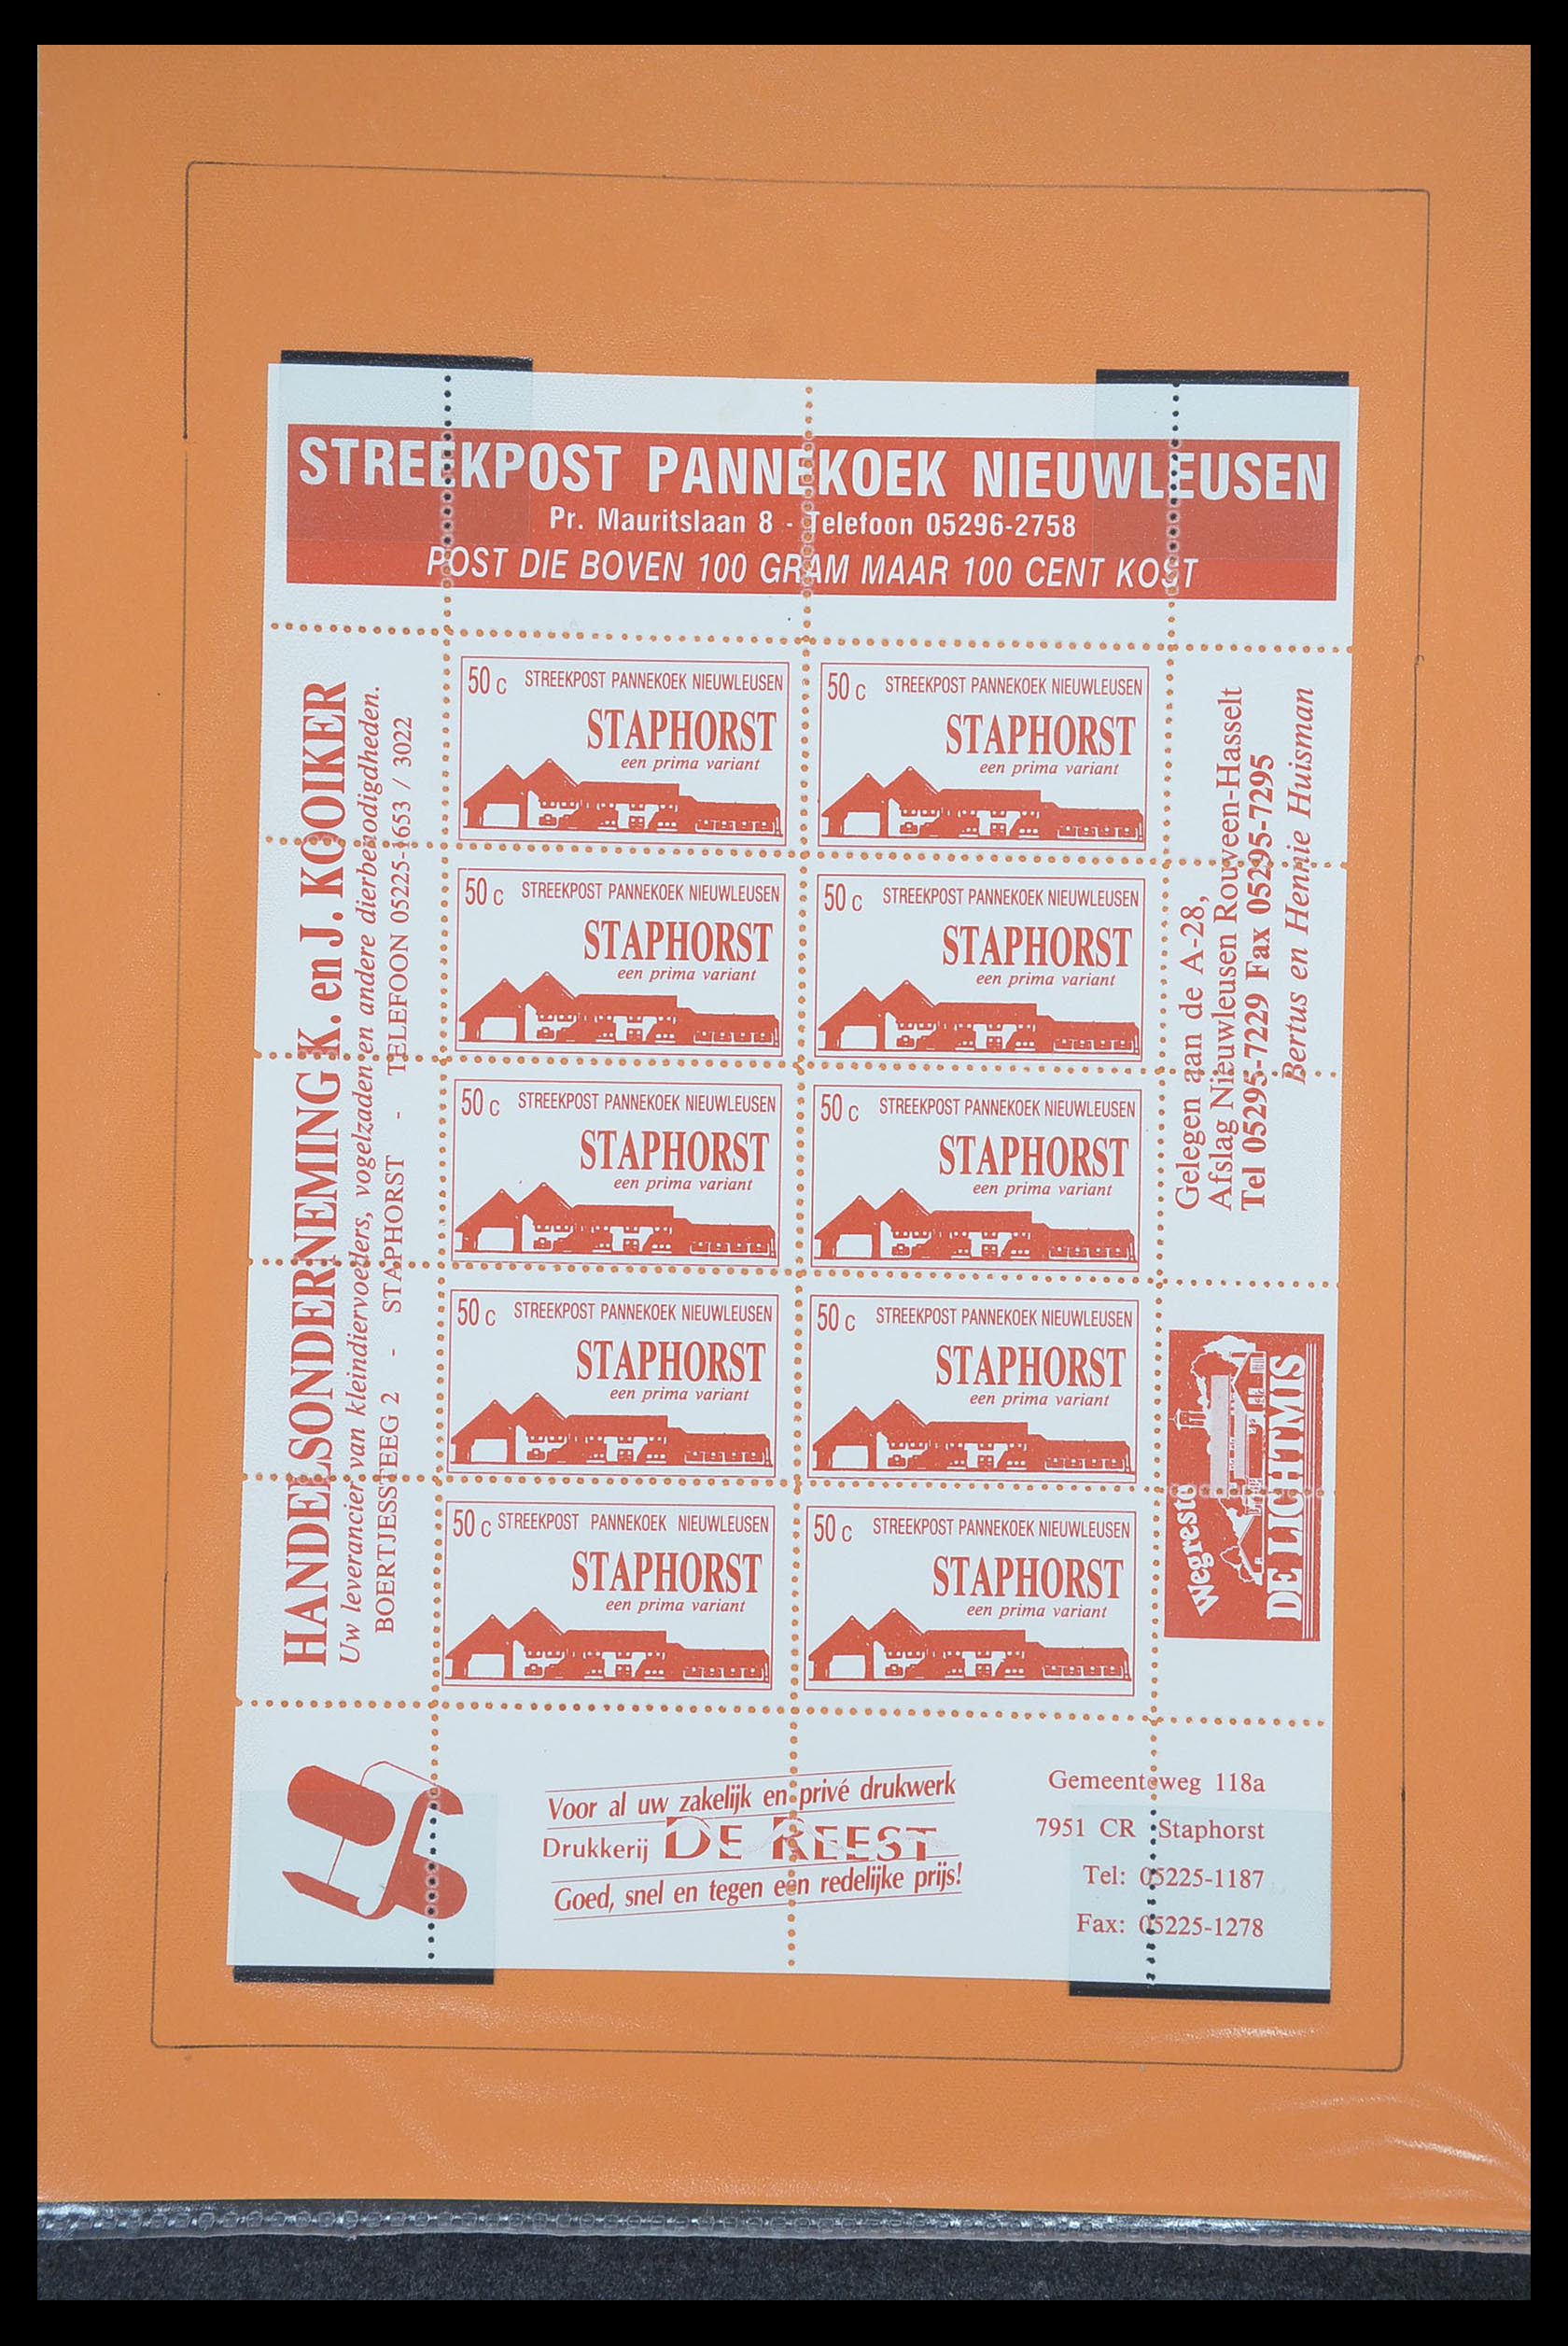 STREEKPOST PANNEKOEK NIEUWLEUSEN
Pr. Mauritslaan 8 - Telefoon 05296-2758
POST DIE BOVEN 100 GRAM MAAR 100 CENT KOST
HANDELSONDERNEMING K. en J. KOOIKER
Uw leverancier van kleindiervoeders, vogelzaden en andere dierbenodigdheden.
BOERTJESSTEEG 2 - STAPHORST - TELEFOON 05225-1653 / 3022
50 c STREEKPOST PANNEKOEK NIEUWLEUSEN
STAPHORST
een prima variant
50 c STREEKPOST PANNEKOEK NIEUWLEUSEN
STAPHORST
een prima variant
50 c STREEKPOST PANNEKOEK NIEUWLEUSEN
STAPHORST
een prima variant
50 c STREEKPOST PANNEKOEK NIEUWLEUSEN
STAPHORST
een prima variant
50 c STREEKPOST PANNEKOEK NIEUWLEUSEN
STAPHORST
een prima variant
50 c STREEKPOST PANNEKOEK NIEUWLEUSEN
STAPHORST
een prima variant
50 c STREEKPOST PANNEKOEK NIEUWLEUSEN
STAPHORST
een prima variant
50 c STREEKPOST PANNEKOEK NIEUWLEUSEN
STAPHORST
een prima variant
50 c STREEKPOST PANNEKOEK NIEUWLEUSEN
STAPHORST
een prima variant
50 c STREEKPOST PANNEKOEK NIEUWLEUSEN
STAPHORST
een prima variant
Gelegen aan de A-28,
Afslag Nieuwleusen Rouveen-Hasselt
Tel 05295-7229 Fax 05295-7295
Bertus en Hennie Huisman
Wegresto
DE LICHTMIS
Voor al uw zakelijk en privé drukwerk
Drukkerij DE REEST
Goed, snel en tegen een redelijke prijs!
Gemeenteweg 118a
7951 CR Staphorst
Tel: 05225-1187
Fax: 05225-1278